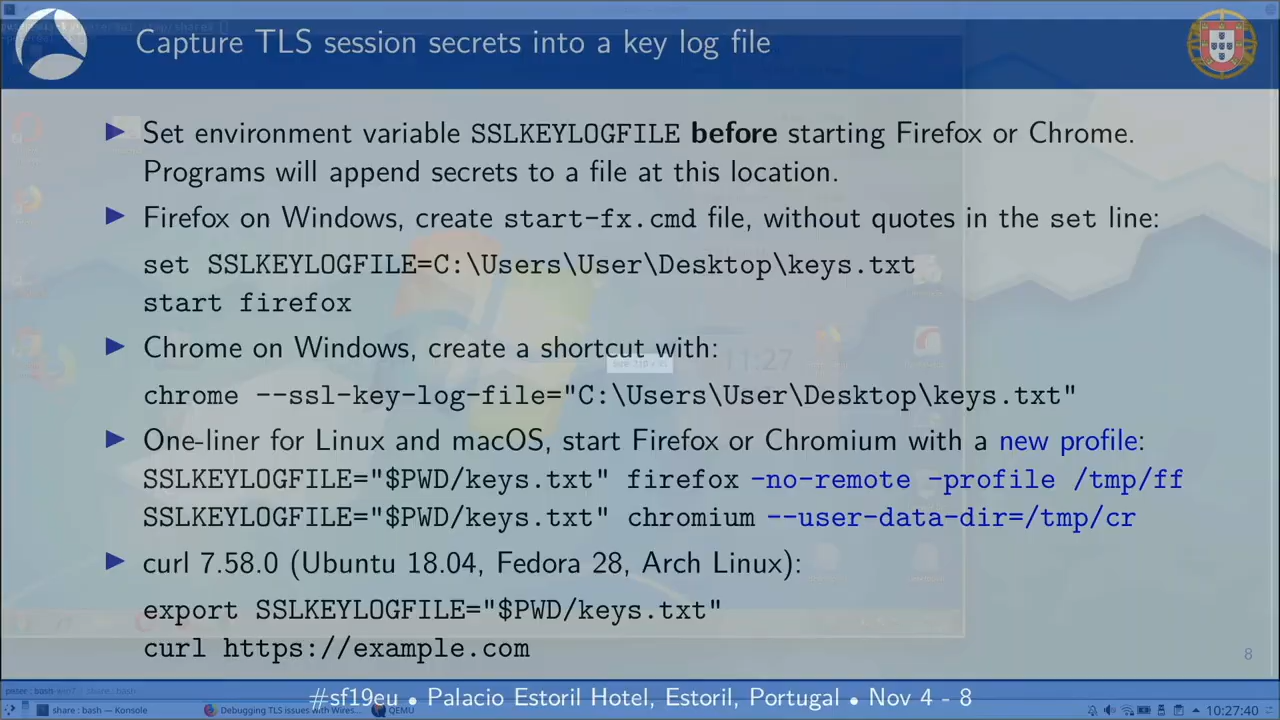 Capture TLS session secrets into a key log file
▶ Set environment variable SSLKEYLOGFILE before starting Firefox or Chrome.
Programs will append secrets to a file at this location.
▶ Firefox on Windows, create start-fx.cmd file, without quotes in the set line:
set SSLKEYLOGFILE=C:\Users\User\Desktop\keys.txt
start firefox
▶ Chrome on Windows, create a shortcut with:
11:27
chrome --ssl-key-log-file="C:\Users\User\Desktop\keys.txt"
▶ One-liner for Linux and macOS, start Firefox or Chromium with a new profile:
SSLKEYLOGFILE="$PWD/keys.txt" firefox -no-remote -profile /tmp/ff
SSLKEYLOGFILE="$PWD/keys.txt" chromium --user-data-dir=/tmp/cr
▶ curl 7.58.0 (Ubuntu 18.04, Fedora 28, Arch Linux):
export SSLKEYLOGFILE="$PWD/keys.txt"
curl https://example.com
8
#sf19eu • Palacio Estoril Hotel, Estoril, Portugal • Nov 4 - 8
share : bash — Konsole
Debugging TLS issues with Wires...
QEMU
10:27:40